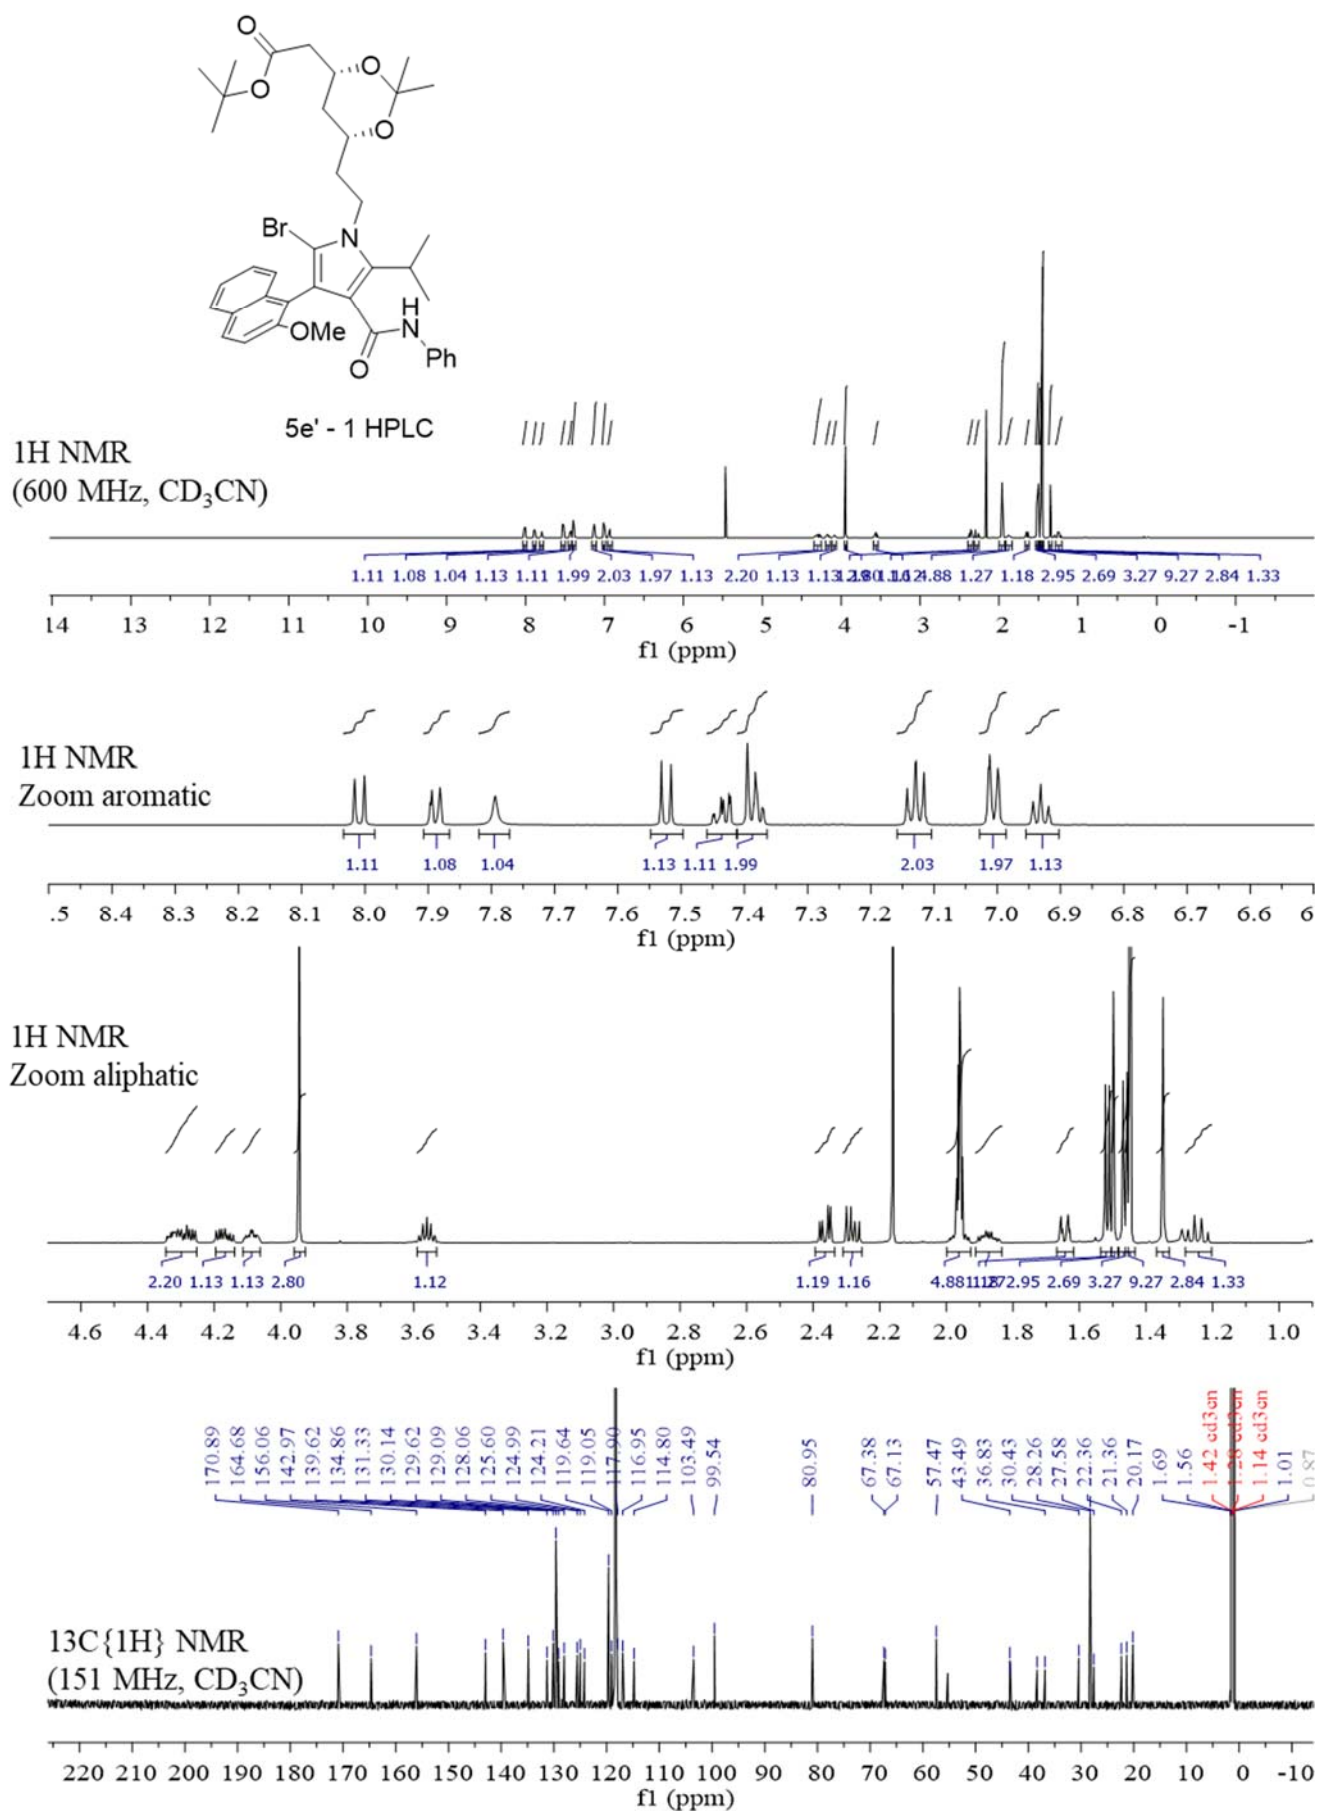 O
O
O
O
Br
N
H
N
OMe
O
Ph
5e' - 1 HPLC
1H NMR
(600 MHz, CD₃CN)
1.11 1.08 1.04 1.13 1.11 1.99 2.03 1.97 1.13 2.20 1.13 1.13 4.88 1.27 1.18 2.95 2.69 3.27 9.27 2.84 1.33
14 13 12 11 10 9 8 7 6 5 4 3 2 1 0 -1
f1 (ppm)
1H NMR
Zoom aromatic
1.11 1.08 1.04 1.13 1.11 1.99 2.03 1.97 1.13
.5 8.4 8.3 8.2 8.1 8.0 7.9 7.8 7.7 7.6 7.5 7.4 7.3 7.2 7.1 7.0 6.9 6.8 6.7 6.6 6
f1 (ppm)
1H NMR
Zoom aliphatic
2.20 1.13 1.13 2.80 1.12 1.19 1.16 4.88 2.95 2.69 3.27 9.27 2.84 1.33
4.6 4.4 4.2 4.0 3.8 3.6 3.4 3.2 3.0 2.8 2.6 2.4 2.2 2.0 1.8 1.6 1.4 1.2 1.0
f1 (ppm)
170.89
164.68
156.06
142.97
139.62
134.86
131.33
130.14
129.62
129.09
128.06
125.60
124.99
124.21
119.64
119.05
117.90
116.95
114.80
103.49
99.54
80.95
67.38
67.13
57.47
43.49
36.83
30.43
28.26
27.58
22.36
21.36
20.17
1.69
1.56
1.42 cd3cn
1.28 cd3cn
1.14 cd3cn
1.01
0.87
13C{1H} NMR
(151 MHz, CD₃CN)
220 210 200 190 180 170 160 150 140 130 120 110 100 90 80 70 60 50 40 30 20 10 0 -10
f1 (ppm)